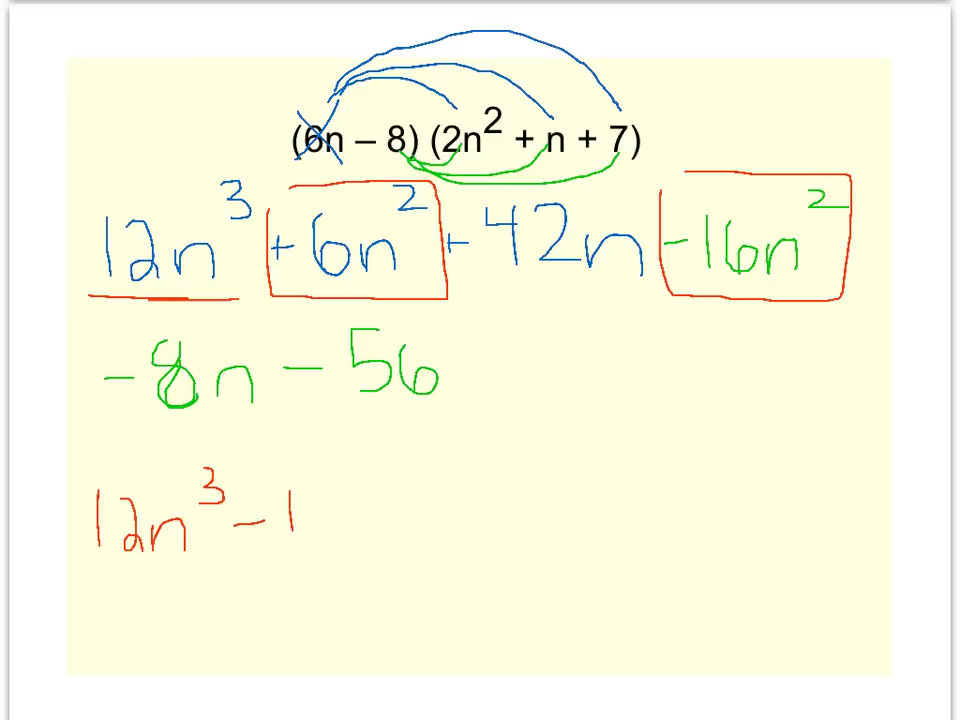 (6n – 8) (2n² + n + 7)
12n³ +6n² + 42n -16n²
-8n - 56
12n³ - 1